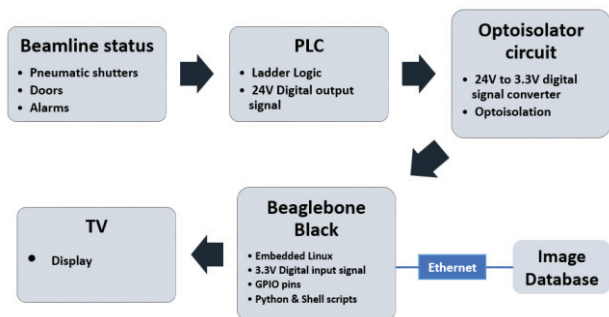 Beamline status
• Pneumatic shutters
• Doors
• Alarms
PLC
• Ladder Logic
• 24V Digital output
signal
Optoisolator
circuit
• 24V to 3.3V digital
signal converter
• Optoisolation
TV
• Display
Beaglebone
Black
• Embedded Linux
• 3.3V Digital input signal
• GPIO pins
• Python & Shell scripts
Ethernet
Image
Database